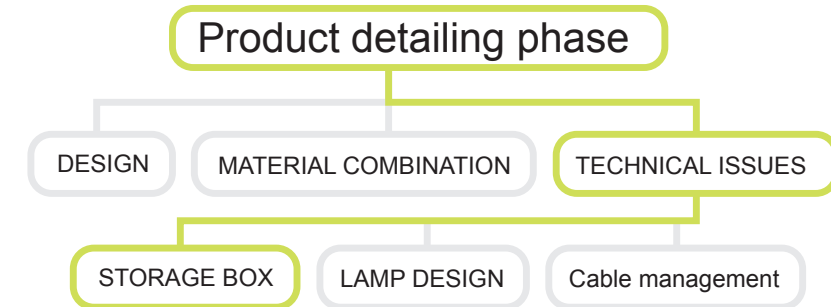 Product detailing phase
DESIGN
MATERIAL COMBINATION
TECHNICAL ISSUES
STORAGE BOX
LAMP DESIGN
Cable management